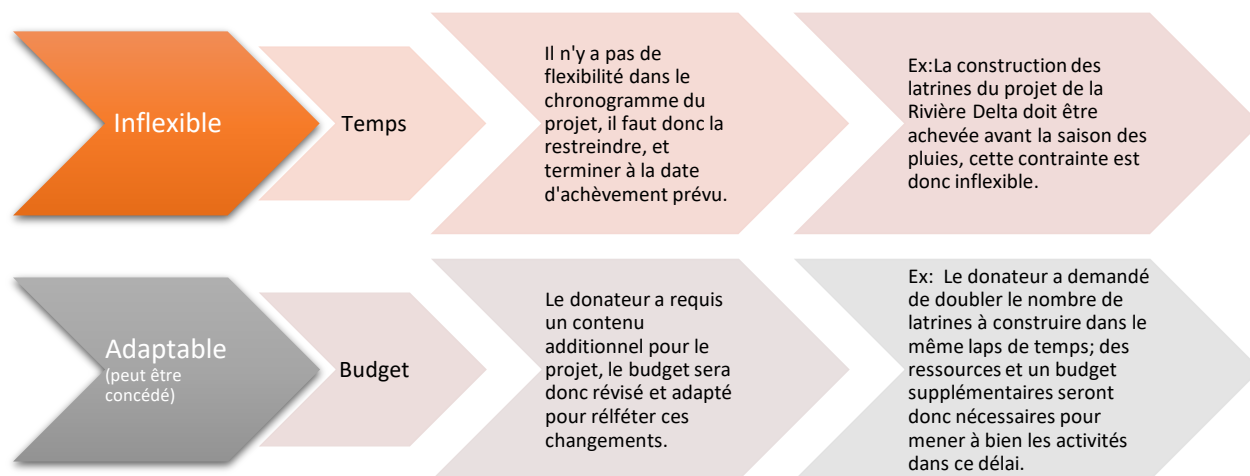 Inflexible
Temps
Il n'y a pas de
flexibilité dans le
chronogramme du
projet, il faut donc la
restreindre, et
terminer à la date
d'achèvement prévu.
Ex:La construction des
latrines du projet de la
Rivière Delta doit être
achevée avant la saison des
pluies, cette contrainte est
donc inflexible.
Adaptable
(peut être
concédé)
Budget
Le donateur a requis
un contenu
additionnel pour le
projet, le budget sera
donc révisé et adapté
pour rélféter ces
changements.
Ex:  Le donateur a demandé
de doubler le nombre de
latrines à construire dans le
même laps de temps; des
ressources et un budget
supplémentaires seront
donc nécessaires pour
mener à bien les activités
dans ce délai.